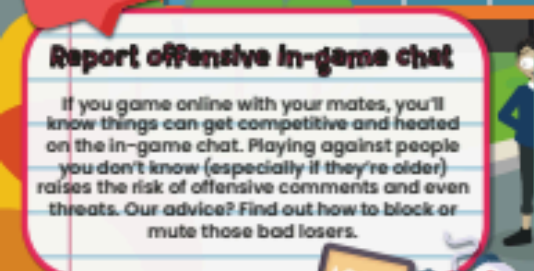 Report offensive in-game chat
If you game online with your mates, you'll
know things can get competitive and heated
on the in-game chat. Playing against people
you don't know (especially if they're older)
raises the risk of offensive comments and even
threats. Our advice? Find out how to block or
mute those bad losers.